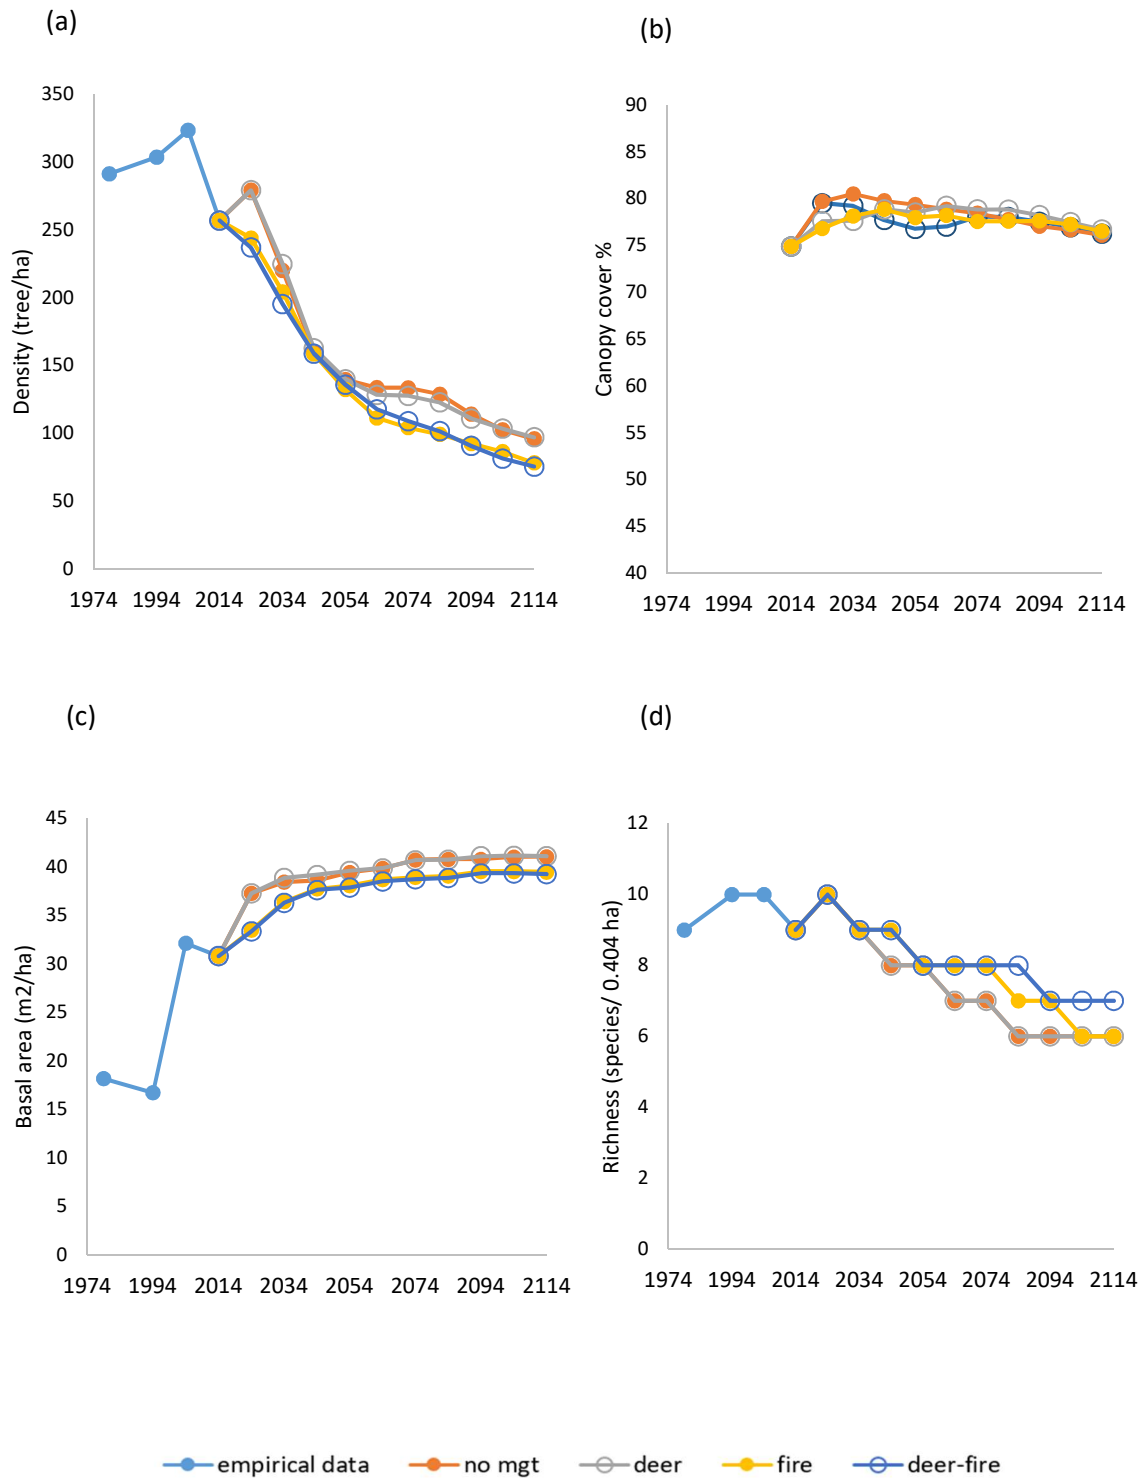 (a)
350
300
250
200
150
100
50
0
Density (tree/ha)
1974 1994 2014 2034 2054 2074 2094 2114
(b)
90
85
80
75
70
65
60
55
50
45
40
Canopy cover %
1974 1994 2014 2034 2054 2074 2094 2114
(c)
45
40
35
30
25
20
15
10
5
0
Basal area (m2/ha)
1974 1994 2014 2034 2054 2074 2094 2114
(d)
12
10
8
6
4
2
0
Richness (species/ 0.404 ha)
1974 1994 2014 2034 2054 2074 2094 2114
empirical data no mgt deer fire deer-fire